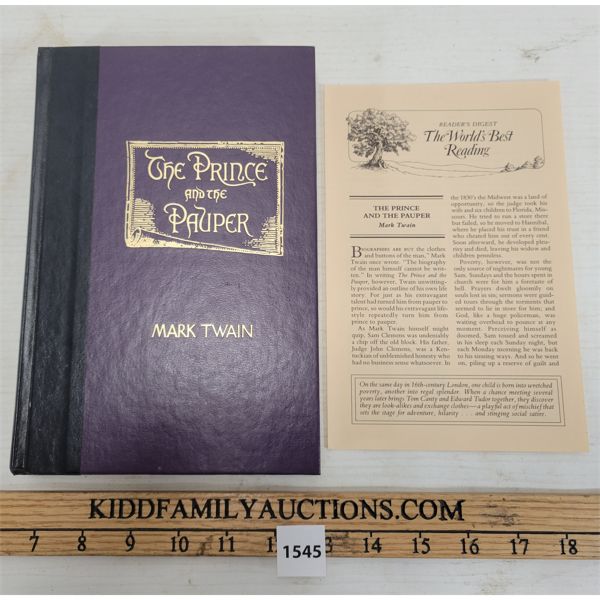 The Prince
and the
Pauper
MARK TWAIN
READER'S DIGEST
The World's Best
Reading
THE PRINCE
AND THE PAUPER
Mark Twain
BIOGRAPHERS ARE BUT the clothes
and buttons of the man," Mark
Twain once wrote. "The biography
of the man himself cannot be writ-
ten." In writing The Prince and the
Pauper, however, Twain unwitting-
ly provided an outline of his own life
story. For just as his extravagant
talent had turned him from pauper to
prince, so would his extravagant life-
style repeatedly turn him from
prince to pauper.
As Mark Twain himself might
quip, Sam Clemens was undeniably
a chip off the old block. His father,
Judge John Clemens, was a Ken-
tuckian of unblemished honesty who
had no business sense whatsoever. In
the 1830's the Midwest was a land of
opportunity, so the judge took his
wife and six children to Florida, Mis-
souri. He tried to run a store there
but failed; so he moved to Hannibal,
where he placed his trust in a friend
who cheated him out of every cent.
Soon afterward, he developed pleu-
risy and died, leaving his widow and
children penniless.
Poverty, however, was not the
only source of nightmares for young
Sam. Sundays and the hours spent in
church were for him a foretaste of
hell. Prayers dwelt gloomily on
souls lost in sin; sermons were guid-
ed tours through the torments that
seemed to lie in store for him; and
God, like a huge policeman, was
waiting overhead to pounce at any
moment. Perceiving himself as
doomed, Sam tossed and screamed
in his sleep each Sunday night, but
each Monday morning he was back
to his sinning ways. And so he went
on, piling up a reserve of guilt and
On the same day in 16th-century London, one child is born into wretched
poverty, another into regal splendor. When a chance meeting several
years later brings Tom Canty and Edward Tudor together, they discover
they are look-alikes and exchange clothes—a playful act of mischief that
sets the stage for adventure, hilarity . . . and stinging social satire.
KIDDFAMILYAUCTIONS.COM
7 8 9 10 11 12 13 14 15 16 17 18
1545